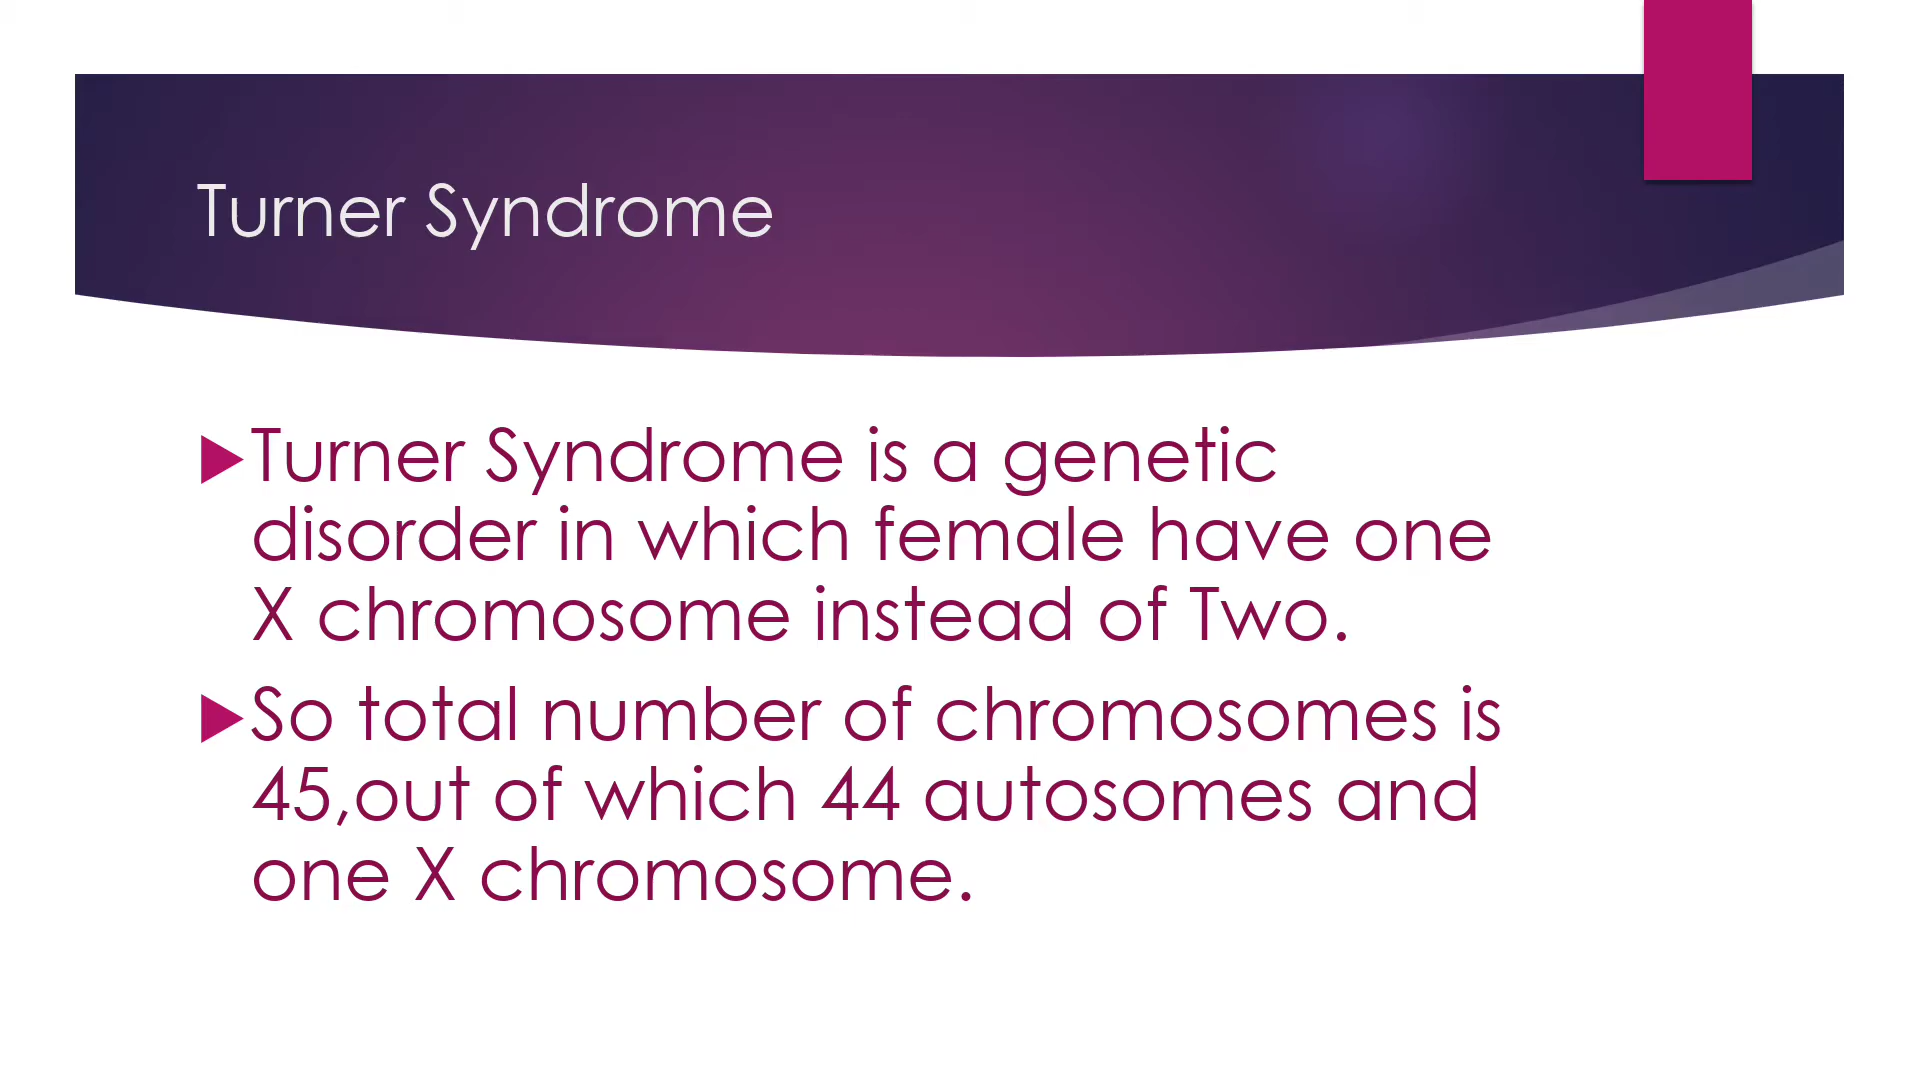 Turner Syndrome
Turner Syndrome is a genetic
disorder in which female have one
X chromosome instead of Two.
So total number of chromosomes is
45,out of which 44 autosomes and
one X chromosome.